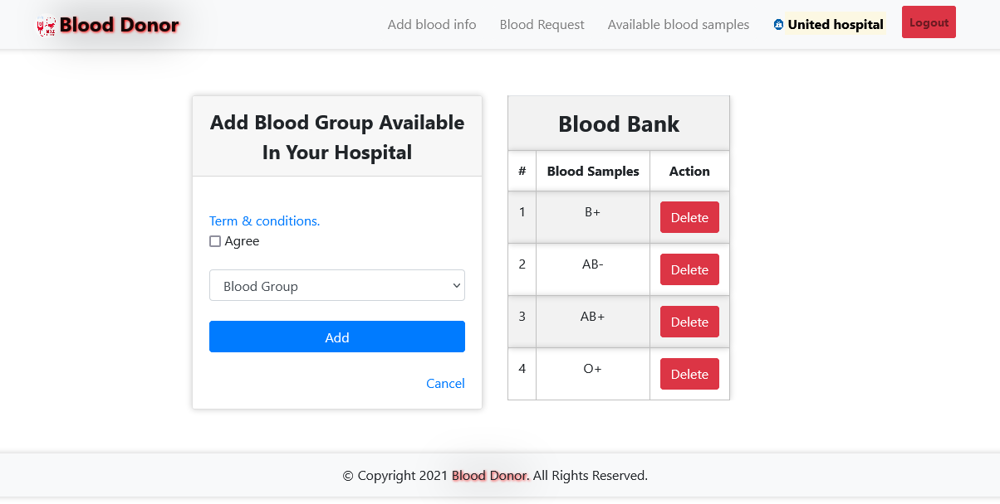 Blood Donor
Add blood info
Blood Request
Available blood samples
United hospital
Logout
Add Blood Group Available
In Your Hospital
Term & conditions.
Agree
Blood Group
Add
Cancel
Blood Bank
# Blood Samples Action
1 B+ Delete
2 AB- Delete
3 AB+ Delete
4 O+ Delete
© Copyright 2021 Blood Donor. All Rights Reserved.